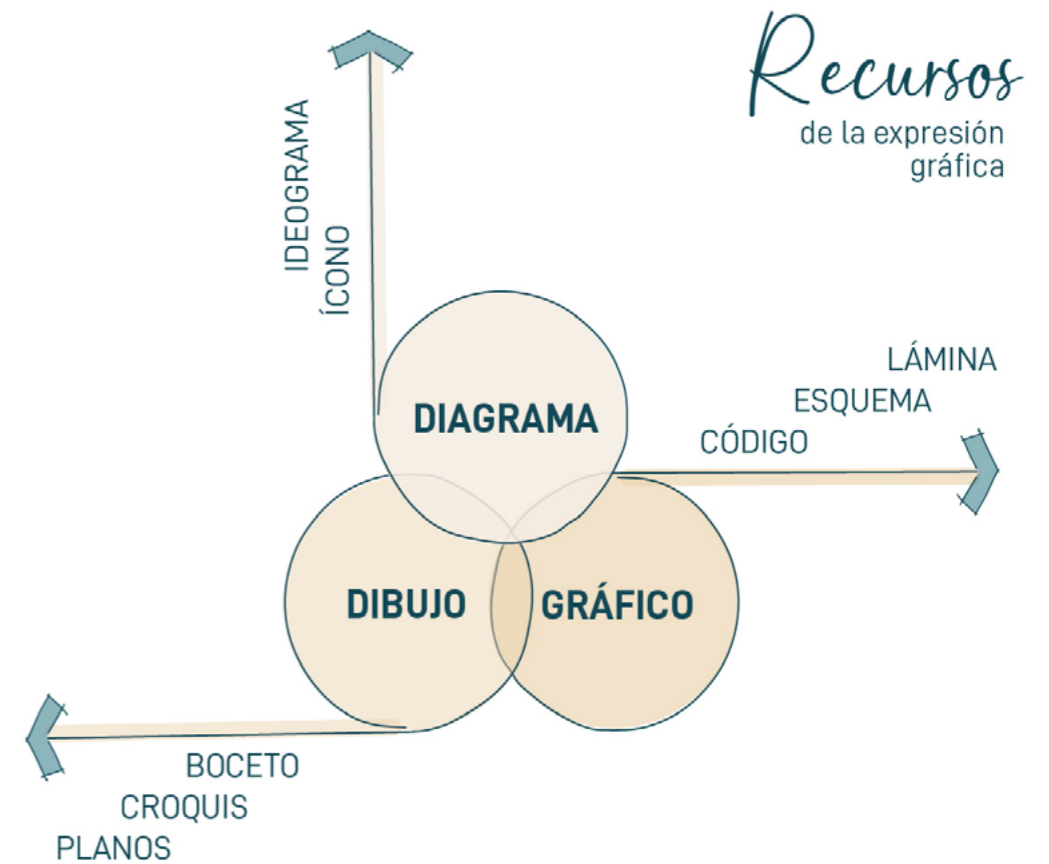 Recursos
de la expresión
gráfica
IDEOGRAMA
ÍCONO
LÁMINA
ESQUEMA
CÓDIGO
DIAGRAMA
DIBUJO
GRÁFICO
BOCETO
CROQUIS
PLANOS